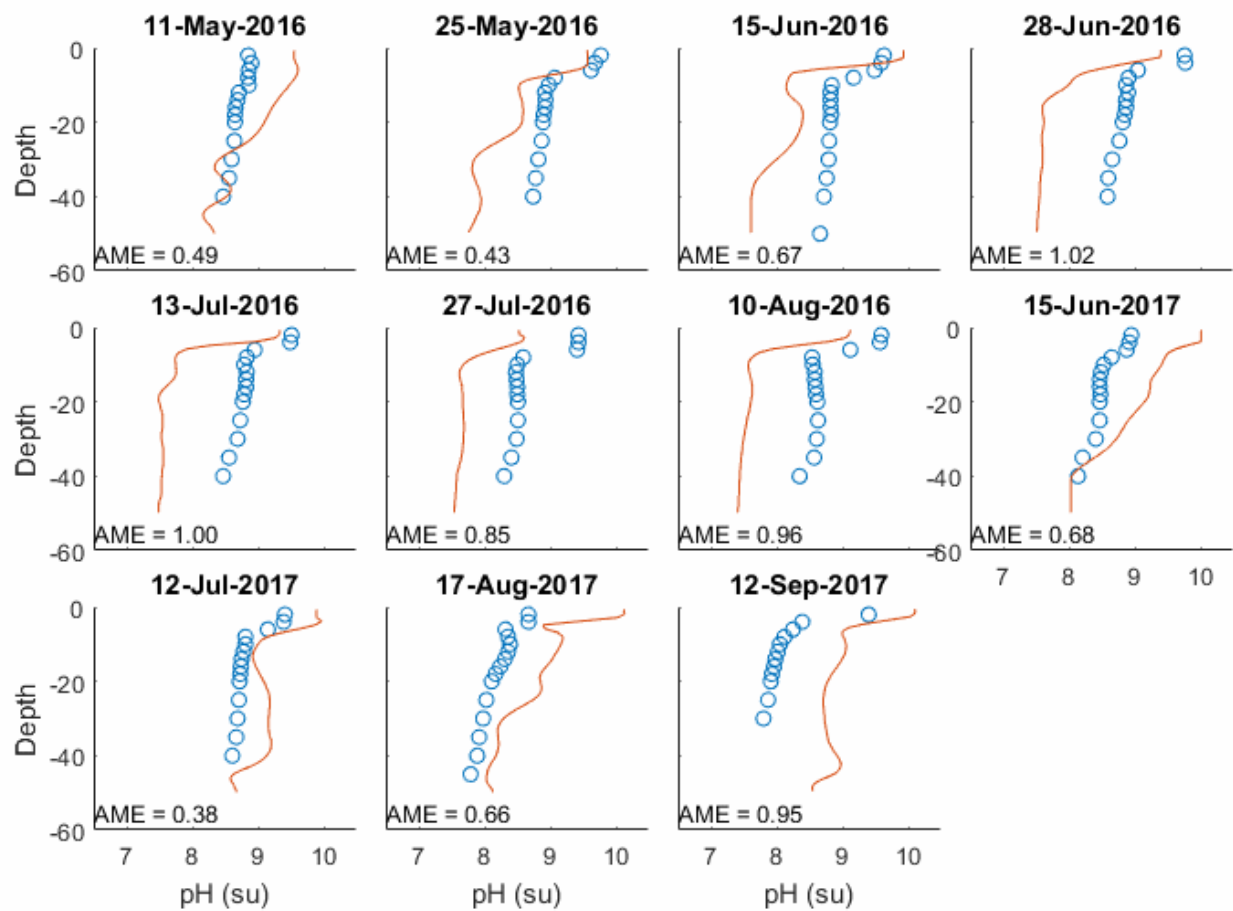 11-May-2016
25-May-2016
15-Jun-2016
28-Jun-2016
0
-20
-40
-60
Depth
AME = 0.49
AME = 0.43
AME = 0.67
AME = 1.02
13-Jul-2016
27-Jul-2016
10-Aug-2016
15-Jun-2017
0
-20
-40
-60
Depth
0
-20
-40
-60
AME = 1.00
AME = 0.85
AME = 0.96
AME = 0.68
7 8 9 10
12-Jul-2017
17-Aug-2017
12-Sep-2017
0
-20
-40
-60
Depth
AME = 0.38
AME = 0.66
AME = 0.95
7 8 9 10
7 8 9 10
7 8 9 10
pH (su)
pH (su)
pH (su)